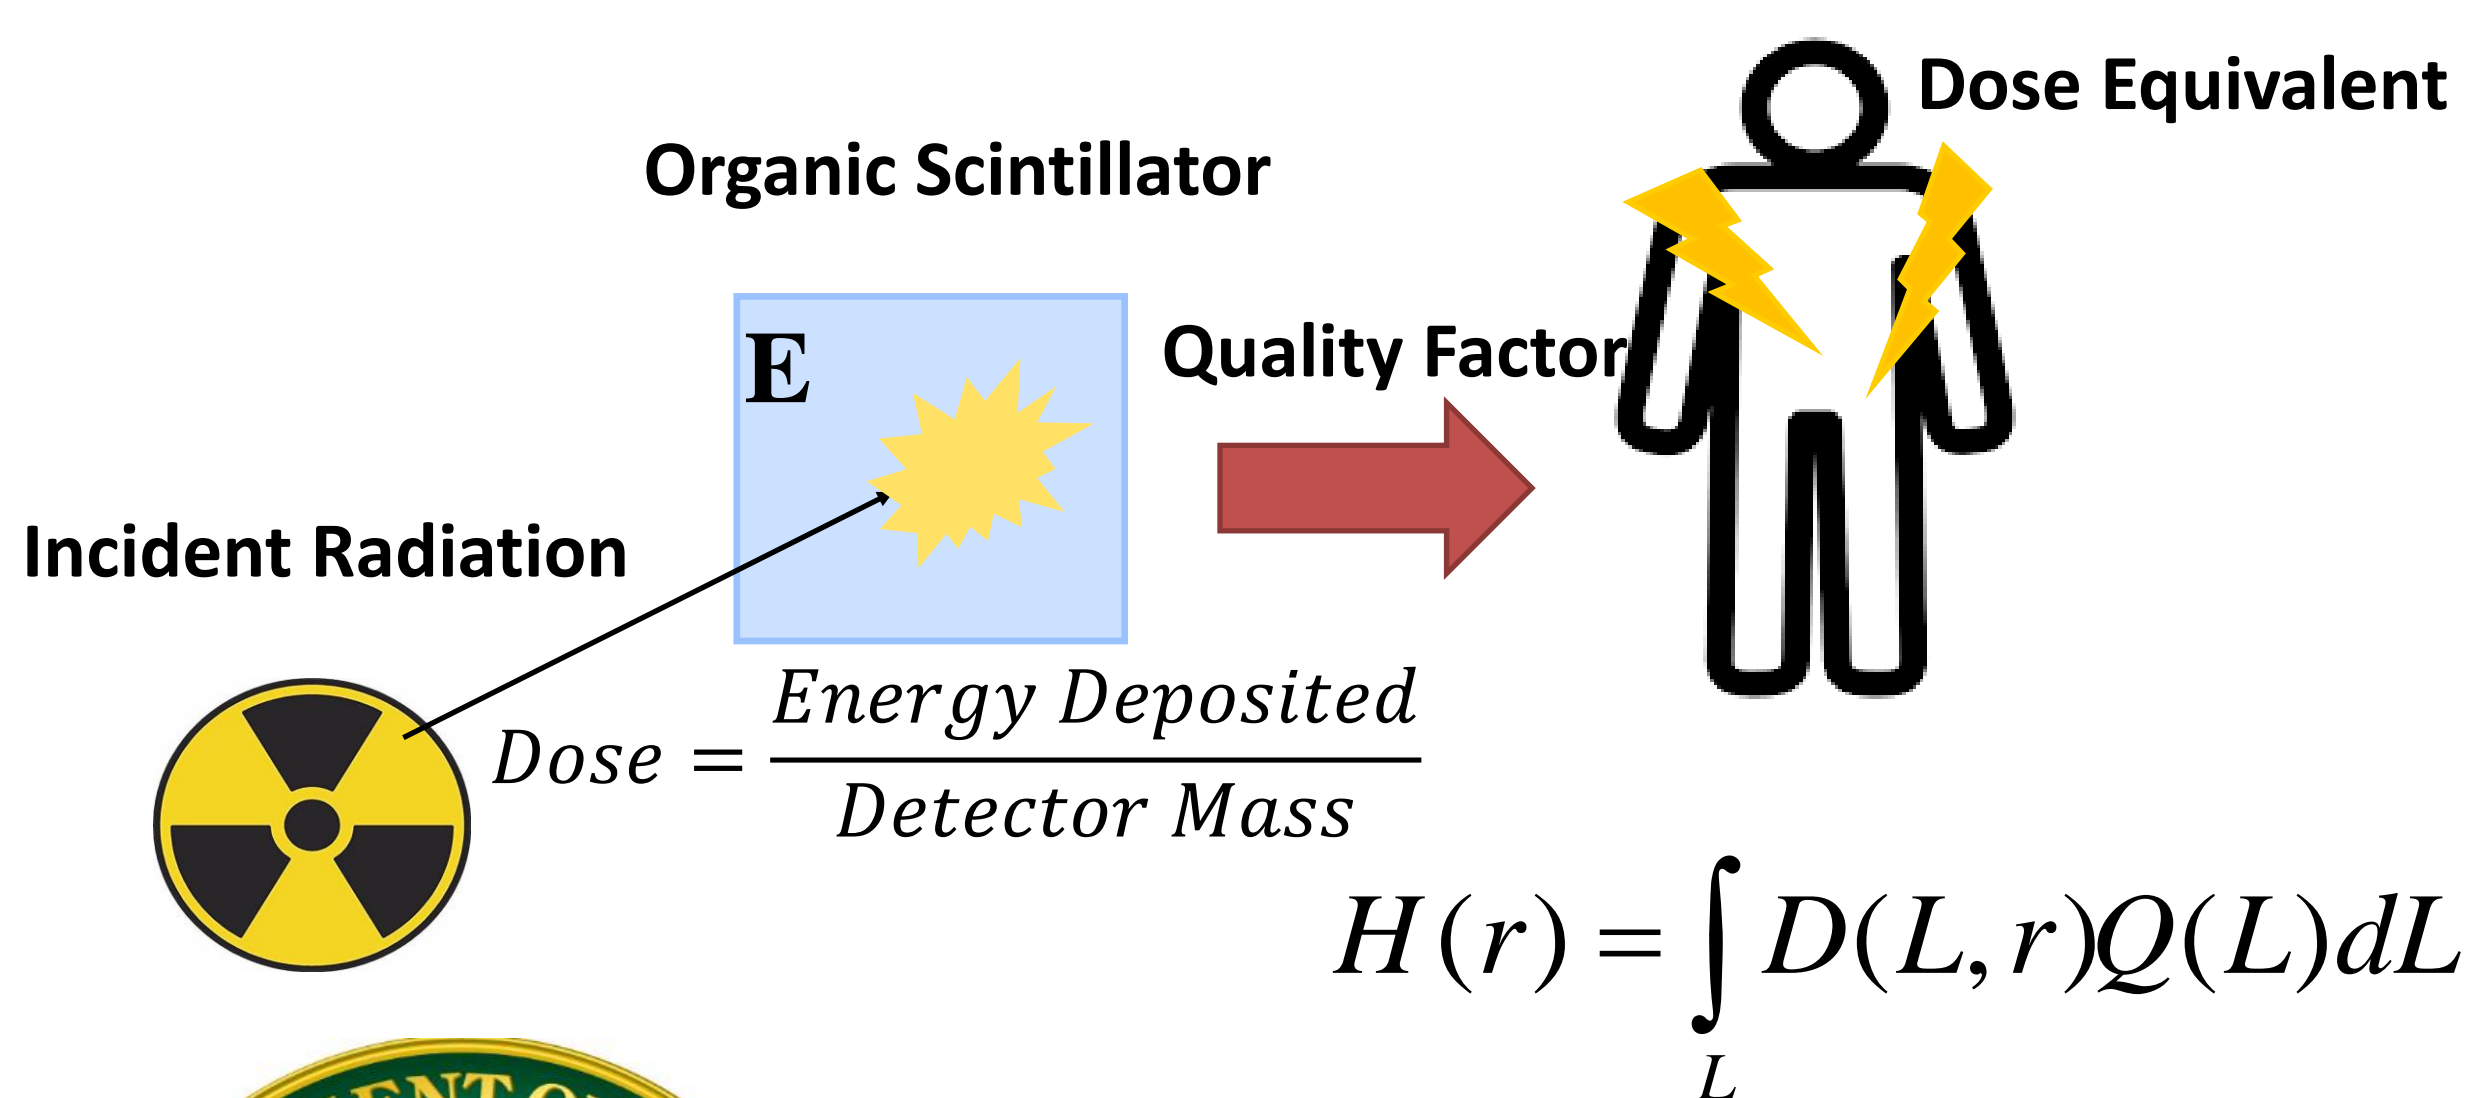 Dose Equivalent
Organic Scintillator
E
Quality Factor
Incident Radiation
Dose = Energy Deposited / Detector Mass
H(r) = ∫_L D(L, r)Q(L)dL